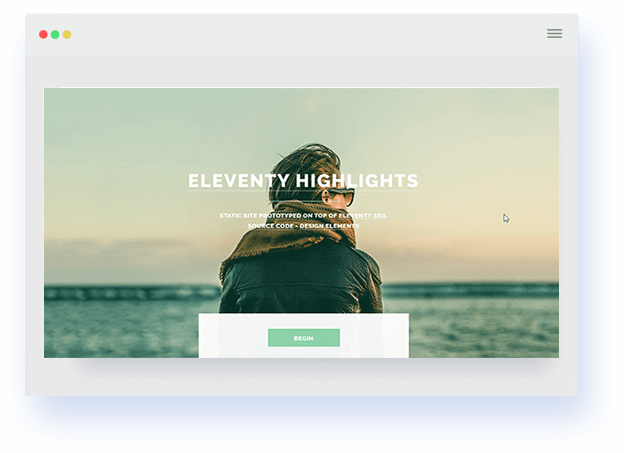 ELEVENTY HIGHLIGHTS
STATIC SITE PROTOTYPED ON TOP OF ELEVENTY SSG
SOURCE CODE - DESIGN ELEMENTS
BEGIN